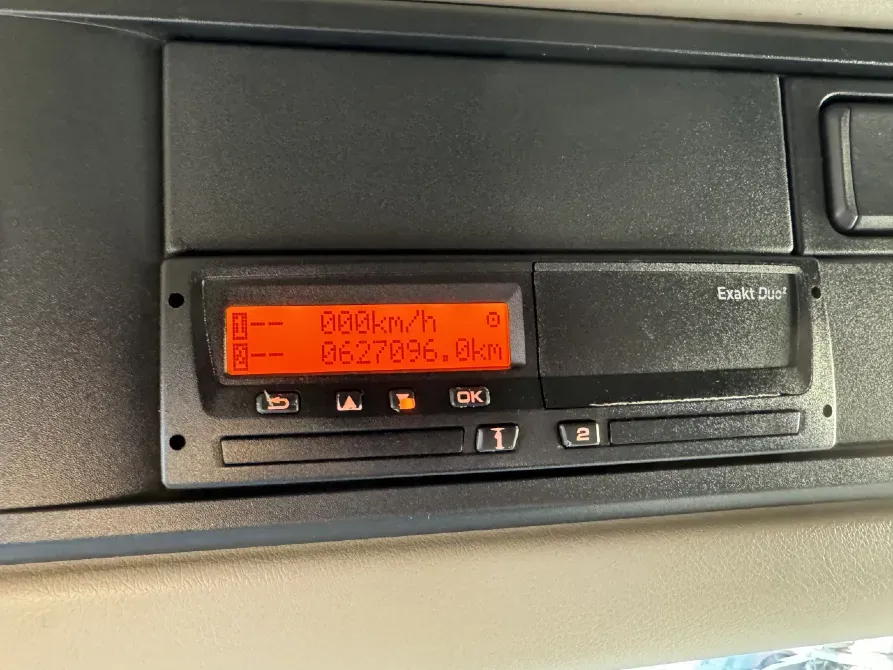 Exakt Duo²
1-- 000km/h
2-- 0627096.0km
OK
1 2